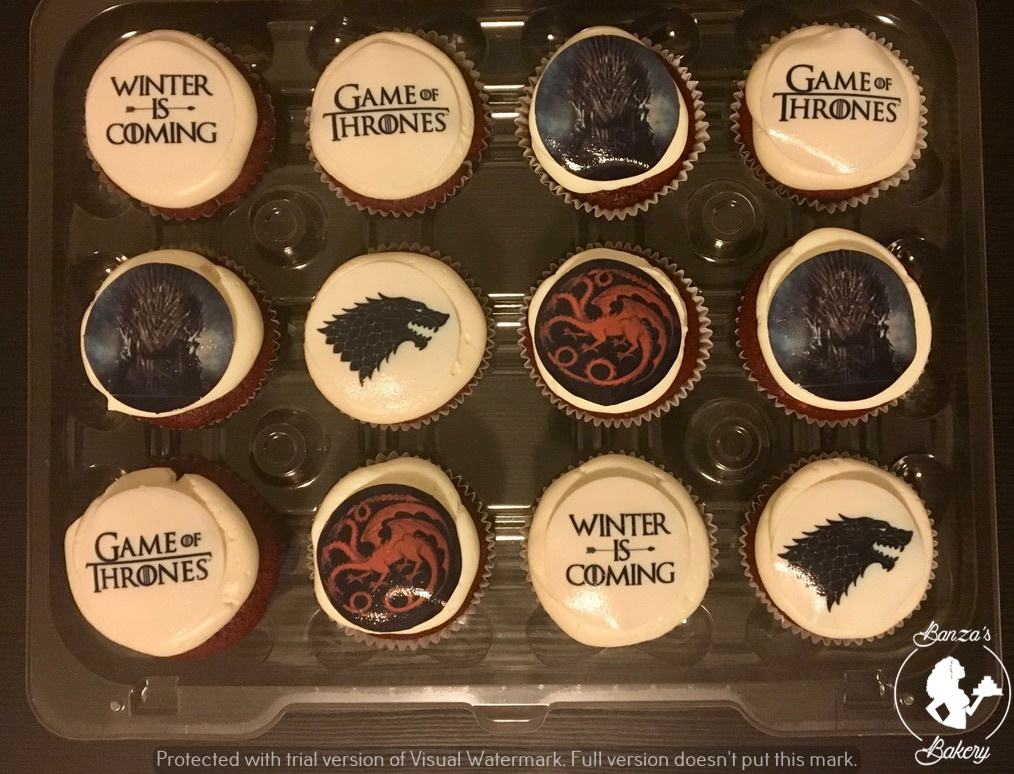 WINTER
IS
COMING
GAME OF
THRONES
GAME OF
THRONES
GAME OF
THRONES
WINTER
IS
COMING
Banza's
Bakery
Protected with trial version of Visual Watermark. Full version doesn't put this mark.